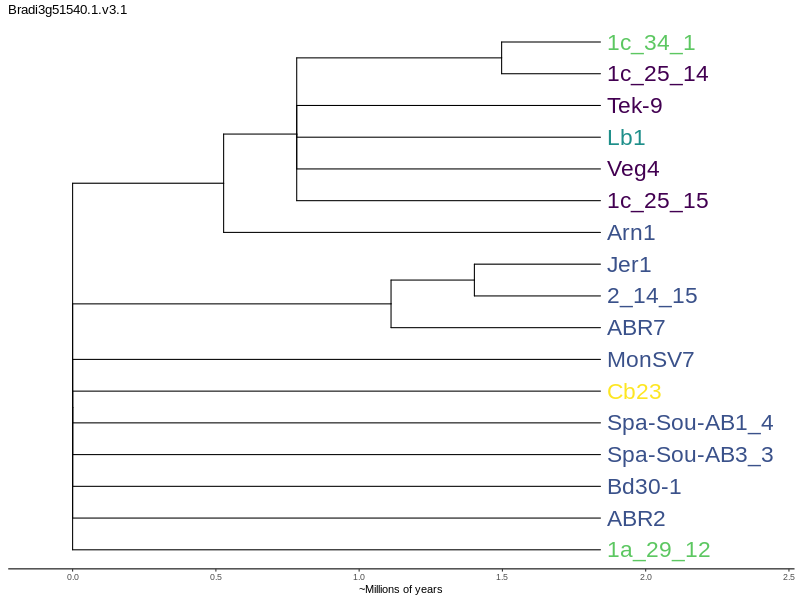 Bradi3g51540.1.v3.1
1c_34_1
1c_25_14
Tek-9
Lb1
Veg4
1c_25_15
Arn1
Jer1
2_14_15
ABR7
MonSV7
Cb23
Spa-Sou-AB1_4
Spa-Sou-AB3_3
Bd30-1
ABR2
1a_29_12
0.0 0.5 1.0 1.5 2.0 2.5
~Millions of years